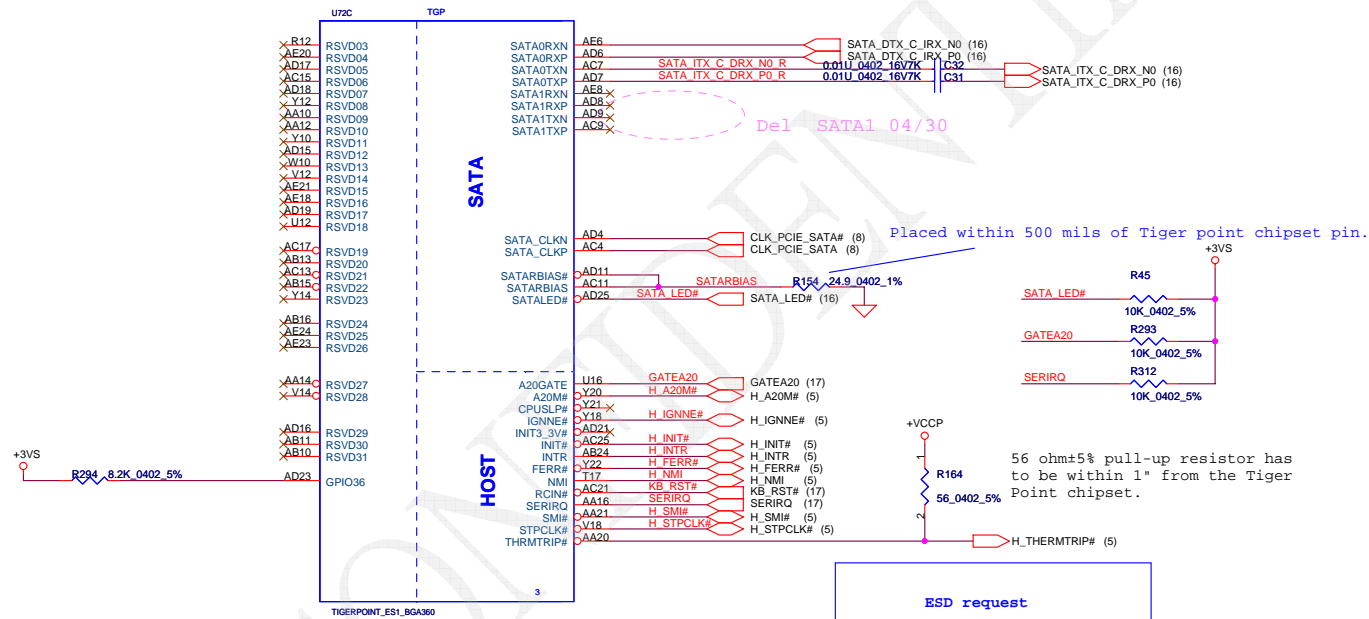 U72C TGP
R12 RSVD03 SATA0RXN AE6 SATA_DTX_C_IRX_N0 (16)
AE20 RSVD04 SATA0RXP AD6 SATA_DTX_C_IRX_P0 (16)
AD17 RSVD05 SATA0TXN AC7 SATA_ITX_C_DRX_N0_R 0.01U_0402_16V7K C32 SATA_ITX_C_DRX_N0 (16)
AC15 RSVD06 SATA0TXP AD7 SATA_ITX_C_DRX_P0_R 0.01U_0402_16V7K C31 SATA_ITX_C_DRX_P0 (16)
AD18 RSVD07 SATA1RXN AE8
Y12 RSVD08 SATA1RXP AD8
AA10 RSVD09 SATA1TXN AD9
AA12 RSVD10 SATA1TXP AC9
Del SATA1 04/30
Y10 RSVD11
AD15 RSVD12
W10 RSVD13
V12 RSVD14
AE21 RSVD15
AE18 RSVD16
AD19 RSVD17
U12 RSVD18
SATA
AC17 RSVD19 SATA_CLKN AD4 CLK_PCIE_SATA# (8)
AB13 RSVD20 SATA_CLKP AC4 CLK_PCIE_SATA (8)
Placed within 500 mils of Tiger point chipset pin.
AC13 RSVD21 SATARBIAS# AD11
AB15 RSVD22 SATARBIAS AC11 SATARBIAS R154 24.9_0402_1%
Y14 RSVD23 SATALED# AD25 SATA_LED# SATA_LED# (16)
+3VS
SATA_LED# R45 10K_0402_5%
GATEA20 R293 10K_0402_5%
SERIRQ R312 10K_0402_5%
AB16 RSVD24
AE24 RSVD25
AE23 RSVD26
AA14 RSVD27 A20GATE U16 GATEA20 GATEA20 (17)
V14 RSVD28 A20M# Y20 H_A20M# H_A20M# (5)
CPUSLP# Y21
IGNNE# Y18 H_IGNNE# H_IGNNE# (5)
AD16 RSVD29 INIT3_3V# AD21
AB11 RSVD30 INIT# AC25 H_INIT# H_INIT# (5)
AB10 RSVD31 INTR AB24 H_INTR H_INTR (5)
FERR# Y22 H_FERR# H_FERR# (5)
+3VS R294 8.2K_0402_5% AD23 GPIO36 NMI T17 H_NMI H_NMI (5)
HOST
RCIN# AC21 KB_RST# KB_RST# (17)
SERIRQ AA16 SERIRQ SERIRQ (17)
SMI# AA21 H_SMI# H_SMI# (5)
STPCLK# V18 H_STPCLK# H_STPCLK# (5)
THRMTRIP# AA20 H_THERMTRIP# (5)
+VCCP
1
R164
56_0402_5%
2
56 ohm±5% pull-up resistor has
to be within 1" from the Tiger
Point chipset.
3
TIGERPOINT_ES1_BGA360
ESD request